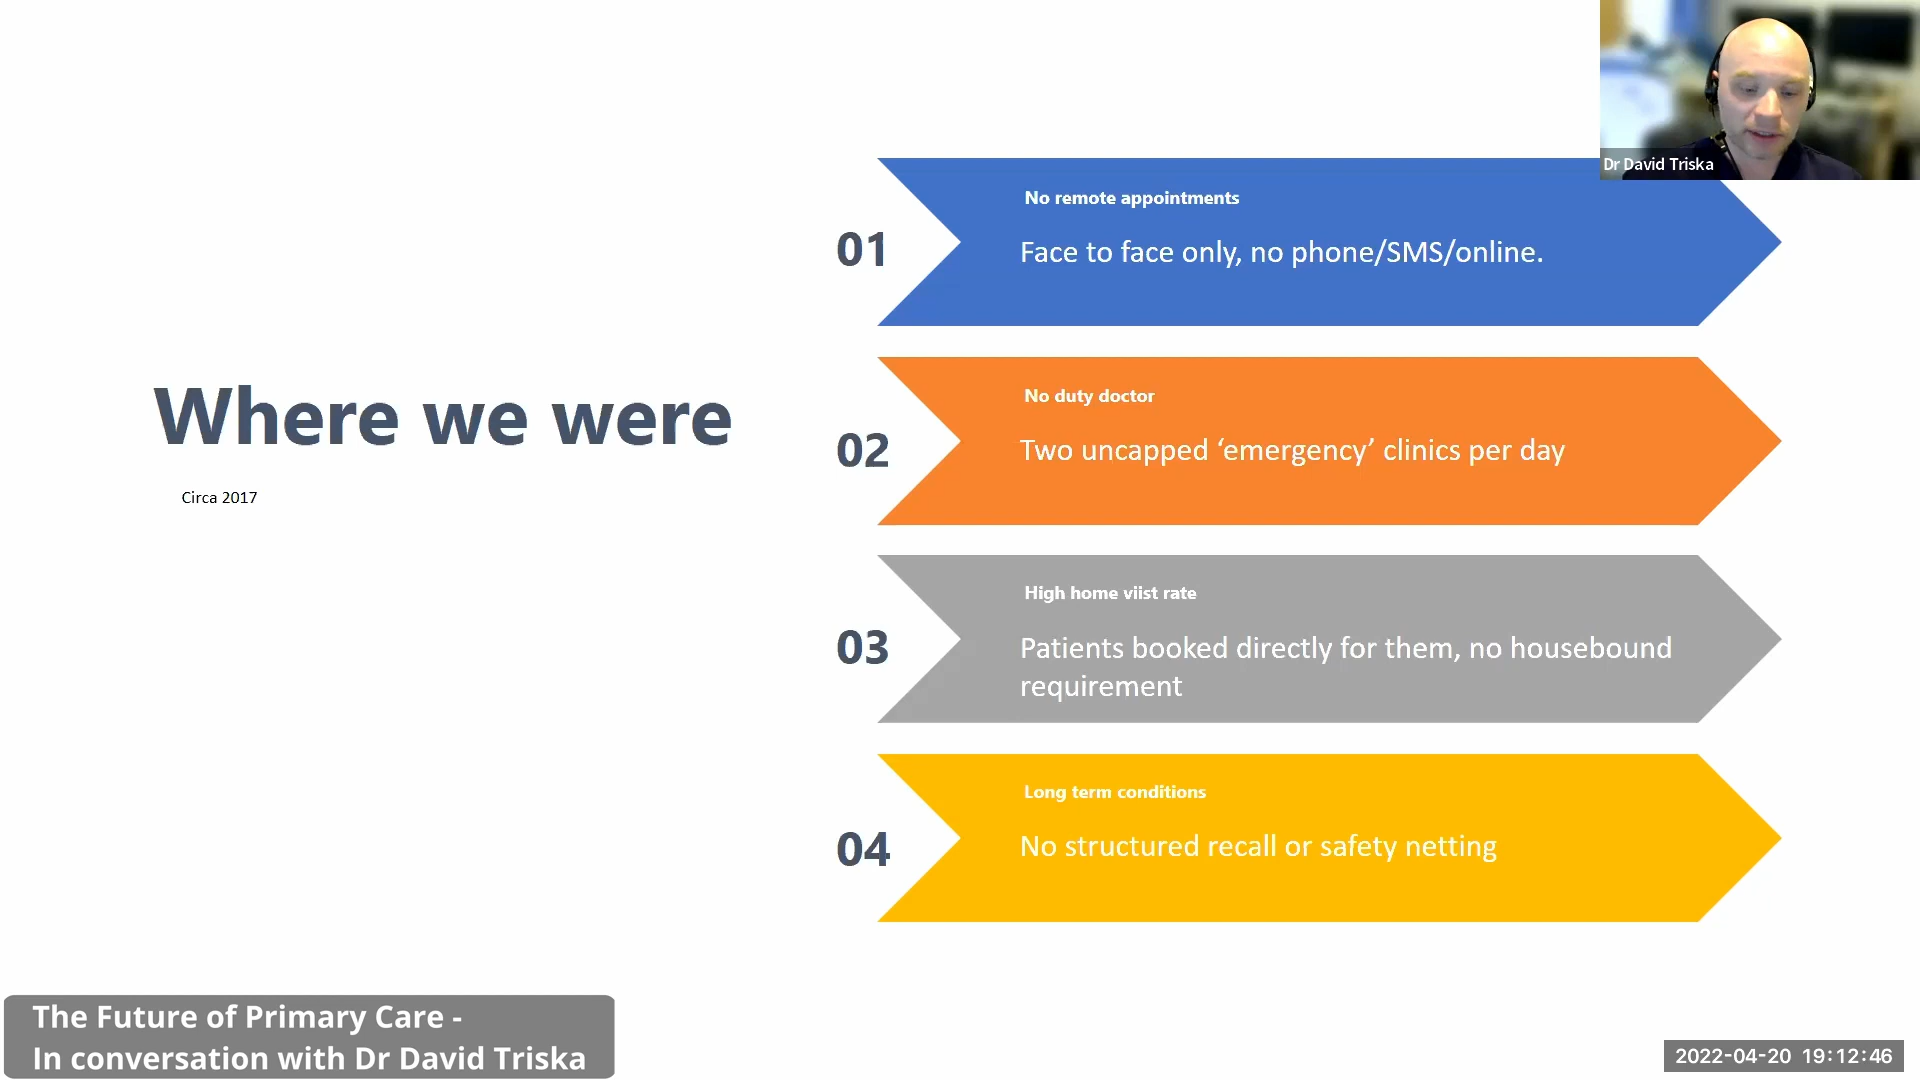 Dr David Triska
Where we were
Circa 2017
01
No remote appointments
Face to face only, no phone/SMS/online.
02
No duty doctor
Two uncapped ‘emergency’ clinics per day
03
High home viist rate
Patients booked directly for them, no housebound
requirement
04
Long term conditions
No structured recall or safety netting
The Future of Primary Care -
In conversation with Dr David Triska
2022-04-20 19:12:46